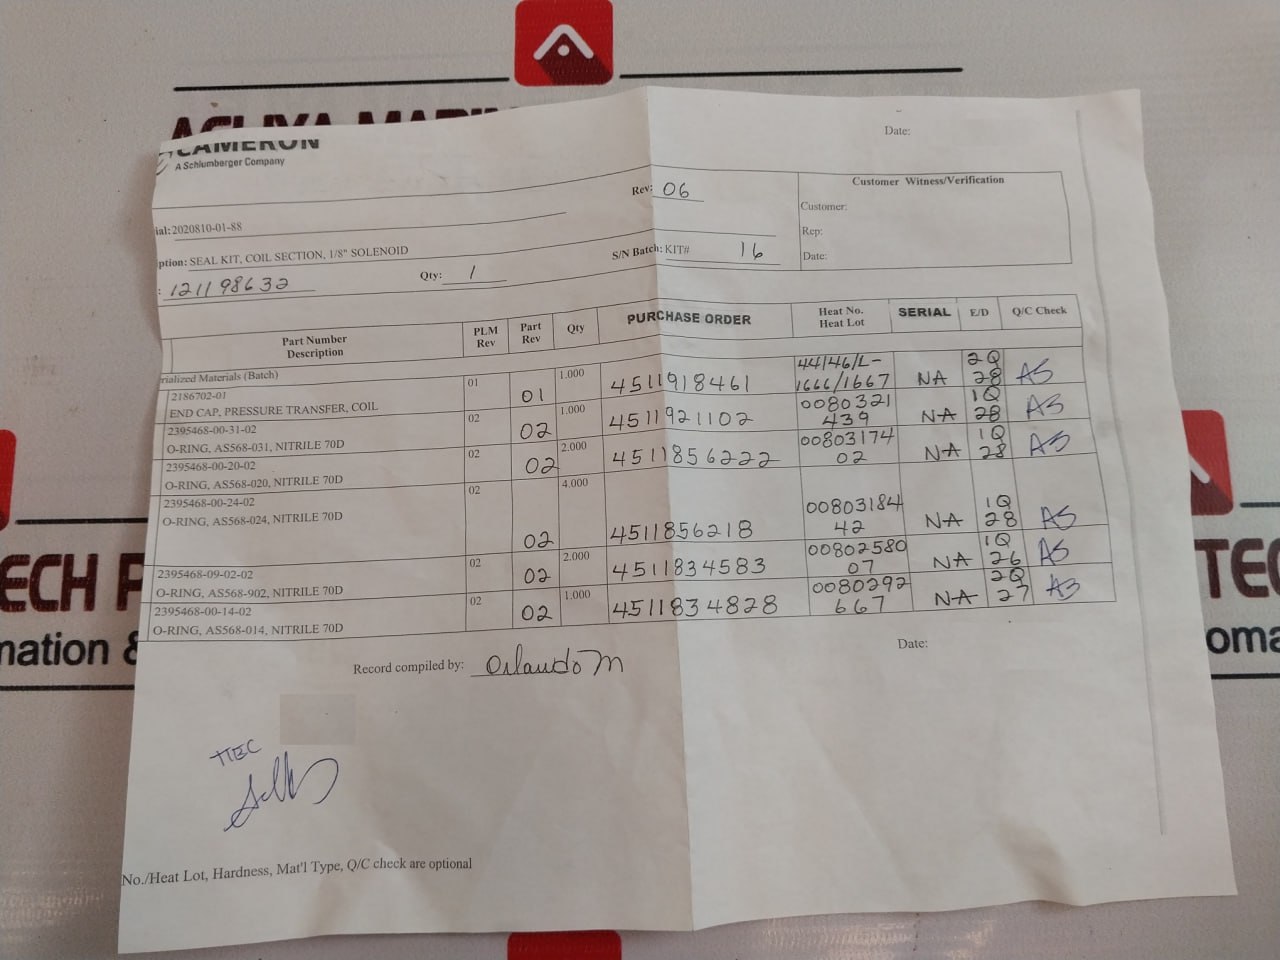 CAMERON
A Schlumberger Company
Date:
Rev: 06
Customer Witness/Verification
Customer:
Rep:
Date:
ial: 2020810-01-88
iption: SEAL KIT, COIL SECTION, 1/8" SOLENOID
S/N Batch: KIT# 16
: 121198632 Qty: 1
Part Number Description PLM Rev Part Rev Qty PURCHASE ORDER Heat No. Heat Lot SERIAL E/D Q/C Check
rialized Materials (Batch)
2186702-01 01 01 1.000 4511918461 44/46/L-1666/1667 NA 2Q 28 AS
END CAP, PRESSURE TRANSFER, COIL
2395468-00-31-02 02 02 1.000 4511921102 0080321 439 NA 1Q 28 AS
O-RING, AS568-031, NITRILE 70D
2395468-00-20-02 02 02 2.000 4511856222 00803174 02 NA 1Q 28 AS
O-RING, AS568-020, NITRILE 70D
2395468-00-24-02 02 02 4.000 4511856218 00803184 42 NA 1Q 28 AS
O-RING, AS568-024, NITRILE 70D
2395468-09-02-02 02 02 2.000 4511834583 00802580 07 NA 1Q 26 AS
O-RING, AS568-902, NITRILE 70D
2395468-00-14-02 02 02 1.000 4511834828 0080292 667 NA 2Q 27 AS
O-RING, AS568-014, NITRILE 70D
Record compiled by: Orlando M
Date:
No./Heat Lot, Hardness, Mat'l Type, Q/C check are optional
ECH P
TEC
mation &
oma